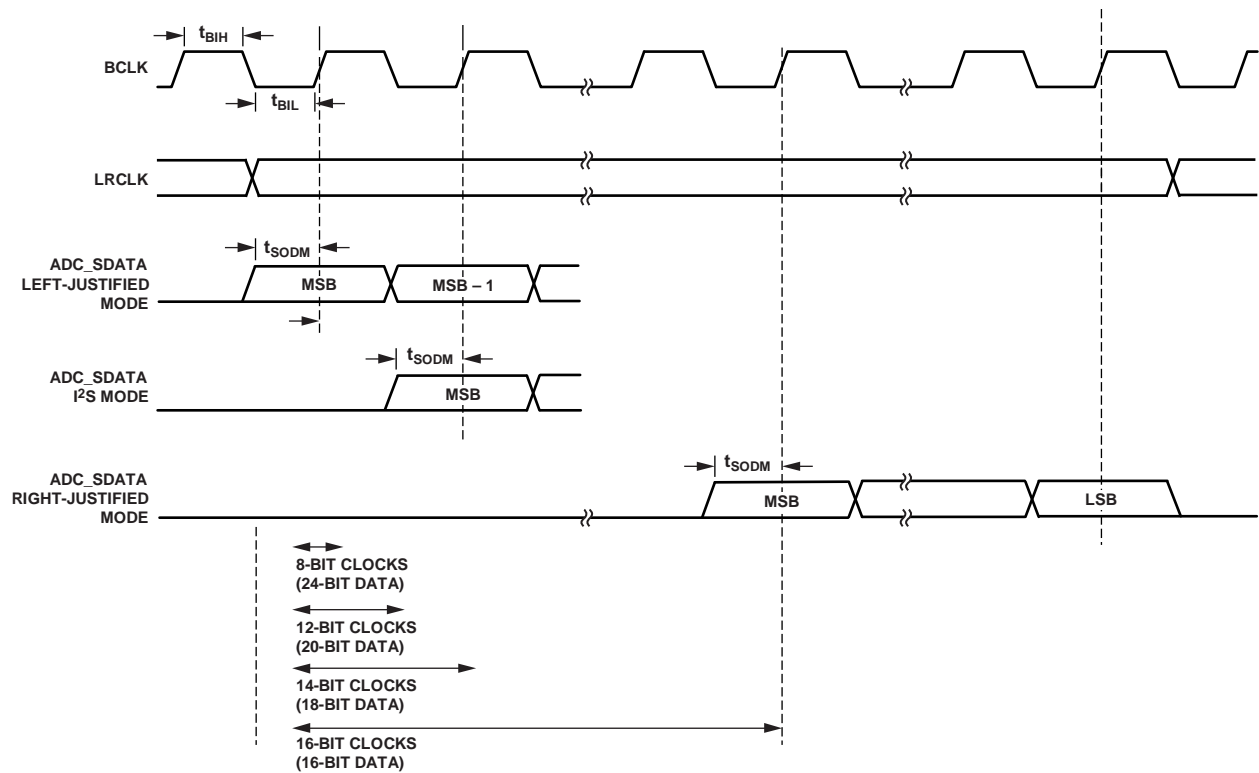 tBIH
BCLK
tBIL
LRCLK
ADC_SDATA
LEFT-JUSTIFIED
MODE
tSODM
MSB
MSB – 1
ADC_SDATA
I²S MODE
tSODM
MSB
ADC_SDATA
RIGHT-JUSTIFIED
MODE
tSODM
MSB
LSB
8-BIT CLOCKS
(24-BIT DATA)
12-BIT CLOCKS
(20-BIT DATA)
14-BIT CLOCKS
(18-BIT DATA)
16-BIT CLOCKS
(16-BIT DATA)